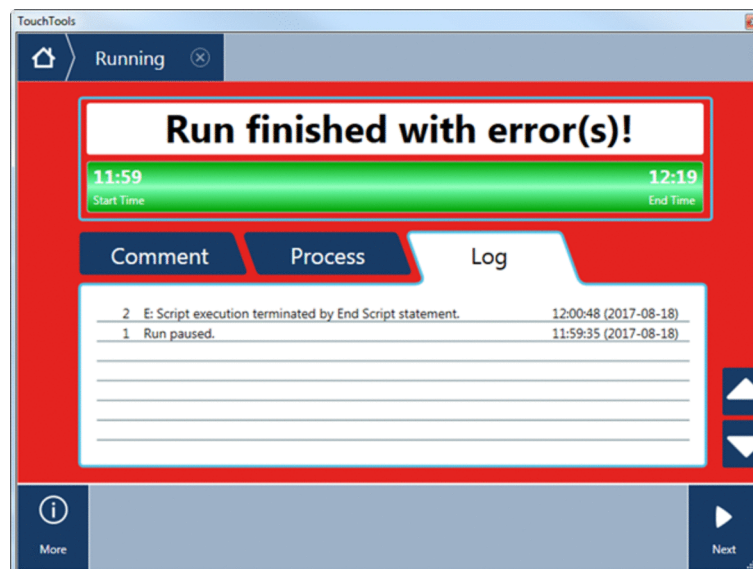 TouchTools
Running
Run finished with error(s)!
11:59 12:19
Start Time End Time
Comment Process Log
2 E: Script execution terminated by End Script statement. 12:00:48 (2017-08-18)
1 Run paused. 11:59:35 (2017-08-18)
More Next